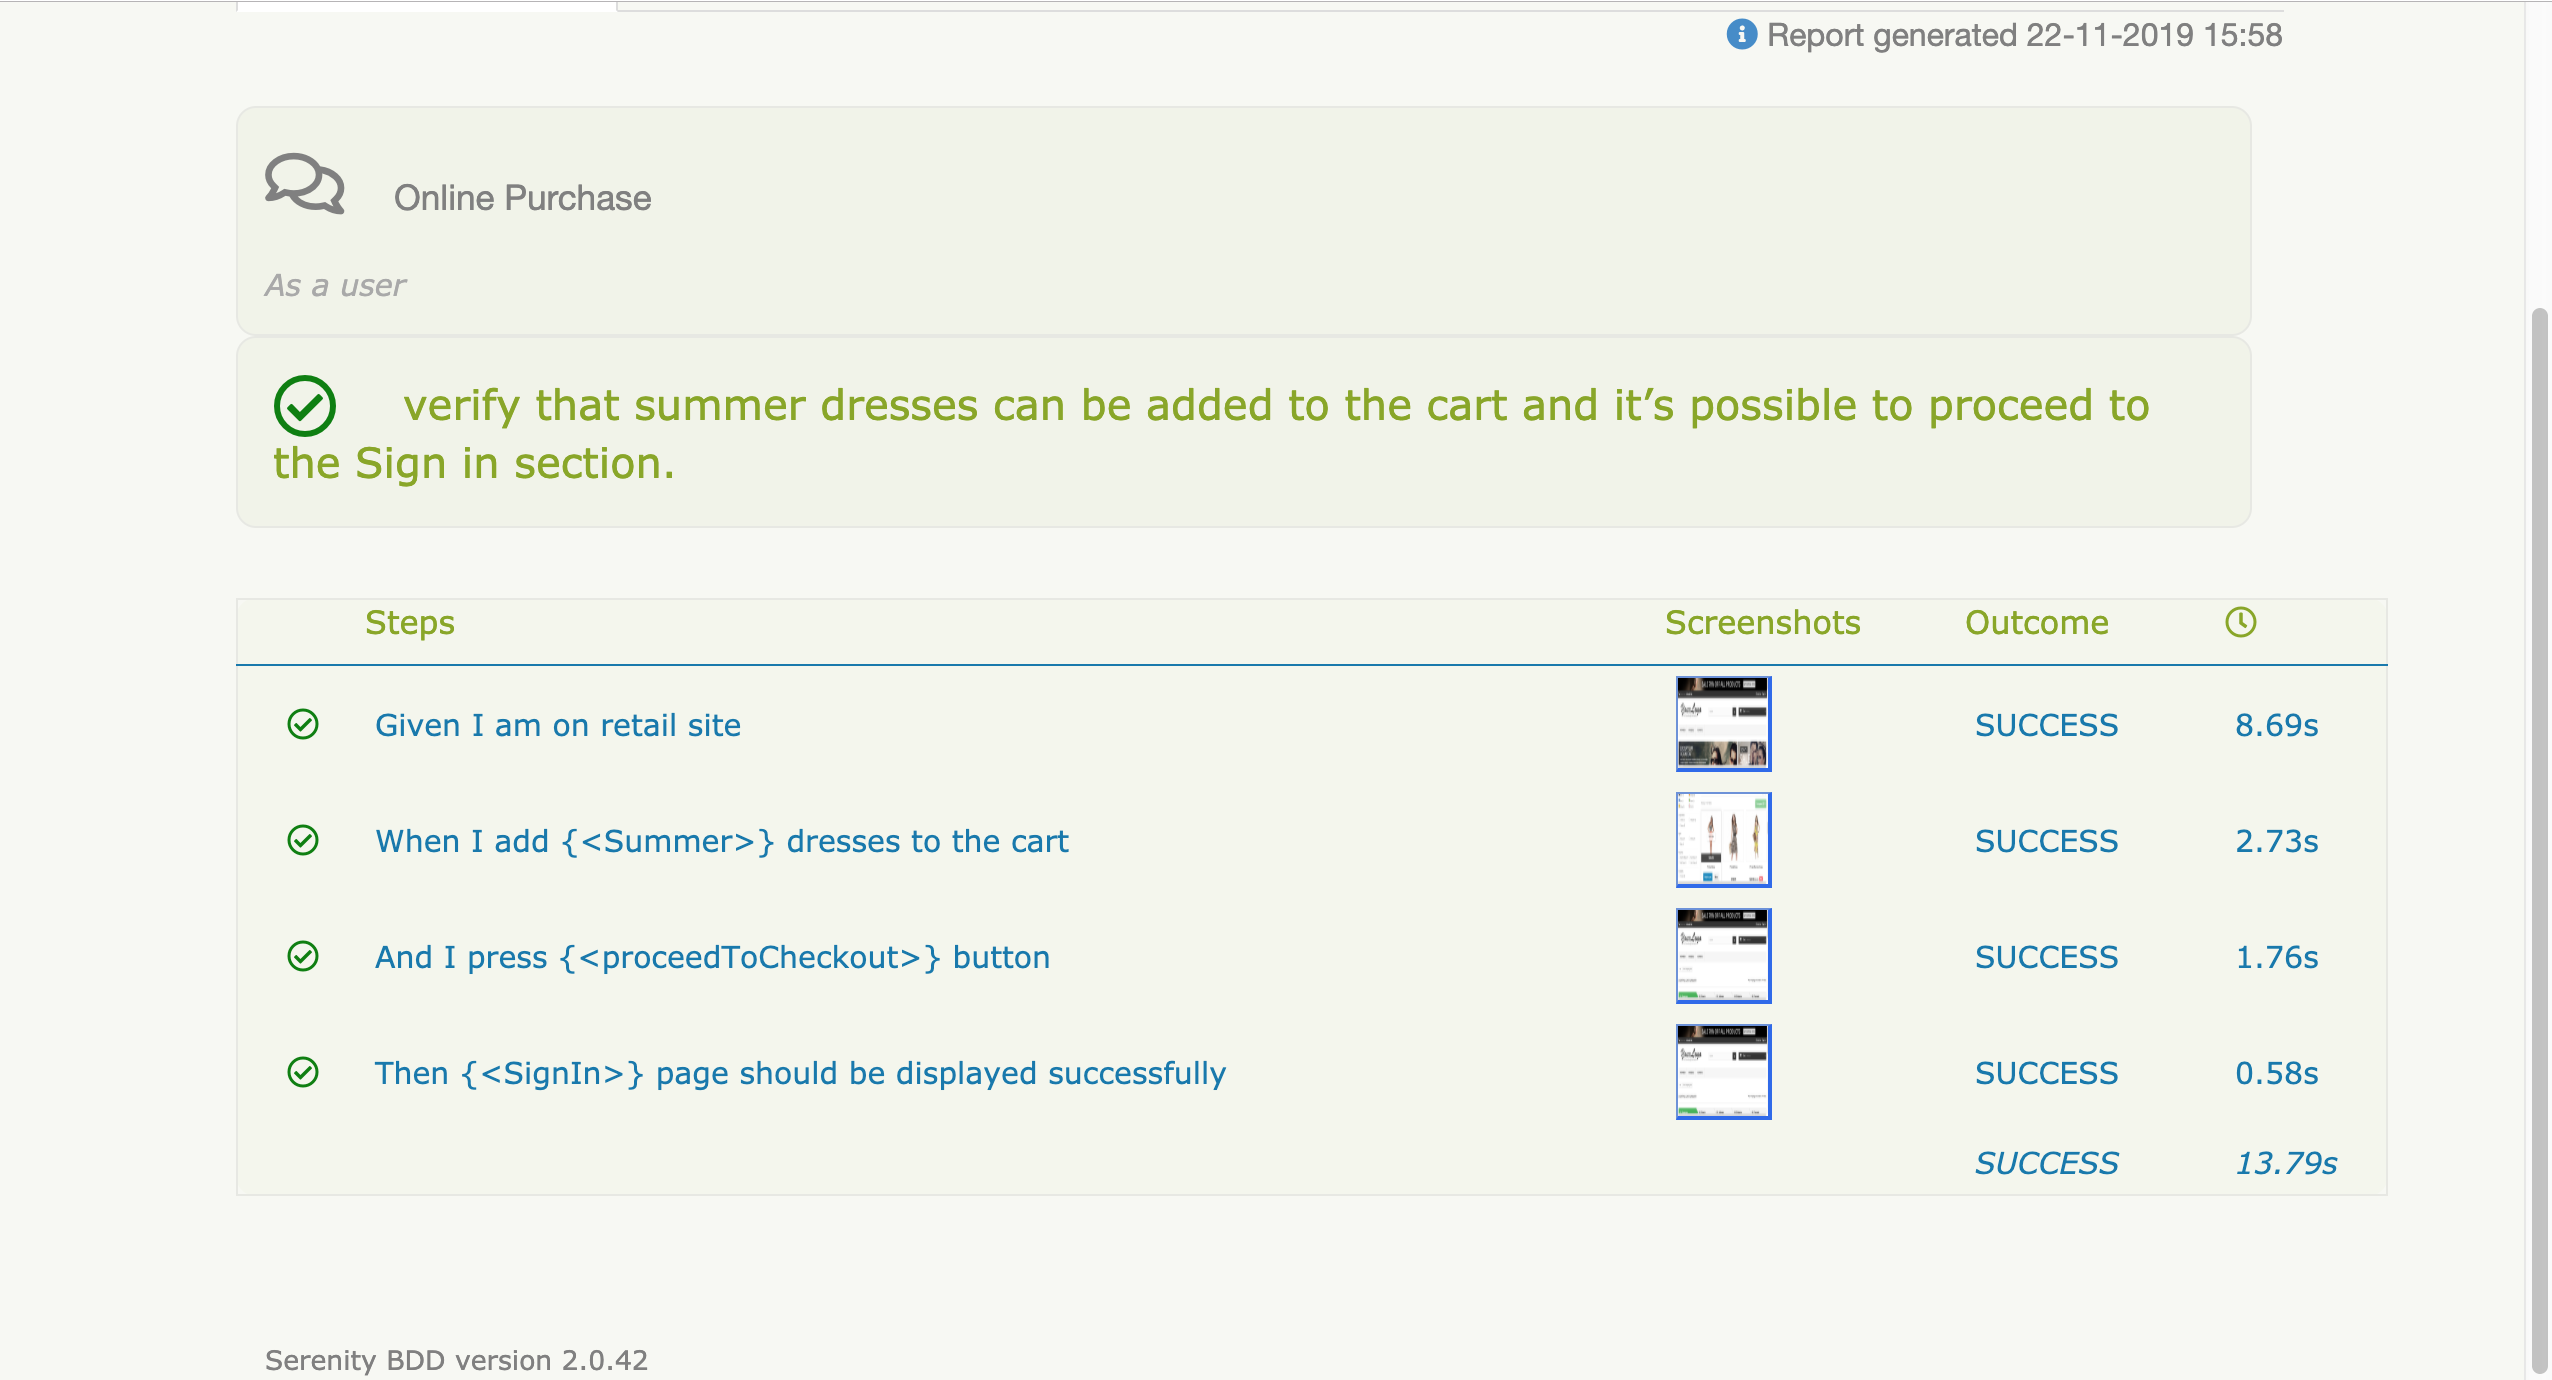 Report generated 22-11-2019 15:58
Online Purchase
As a user
verify that summer dresses can be added to the cart and it’s possible to proceed to
the Sign in section.
Steps Screenshots Outcome
Given I am on retail site SUCCESS 8.69s
When I add {<Summer>} dresses to the cart SUCCESS 2.73s
And I press {<proceedToCheckout>} button SUCCESS 1.76s
Then {<SignIn>} page should be displayed successfully SUCCESS 0.58s
SUCCESS 13.79s
Serenity BDD version 2.0.42